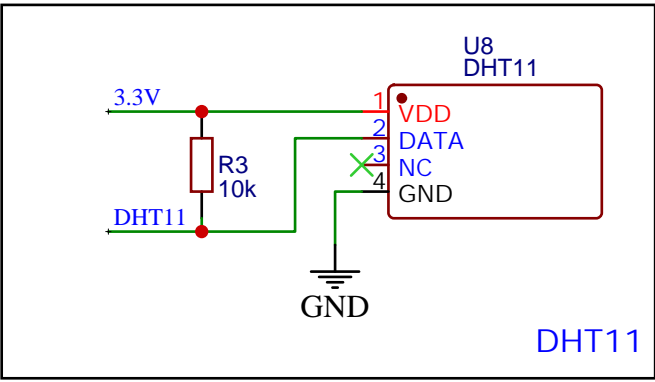 U8
DHT11
3.3V
1
VDD
2
DATA
3
NC
4
GND
R3
10k
DHT11
GND
DHT11